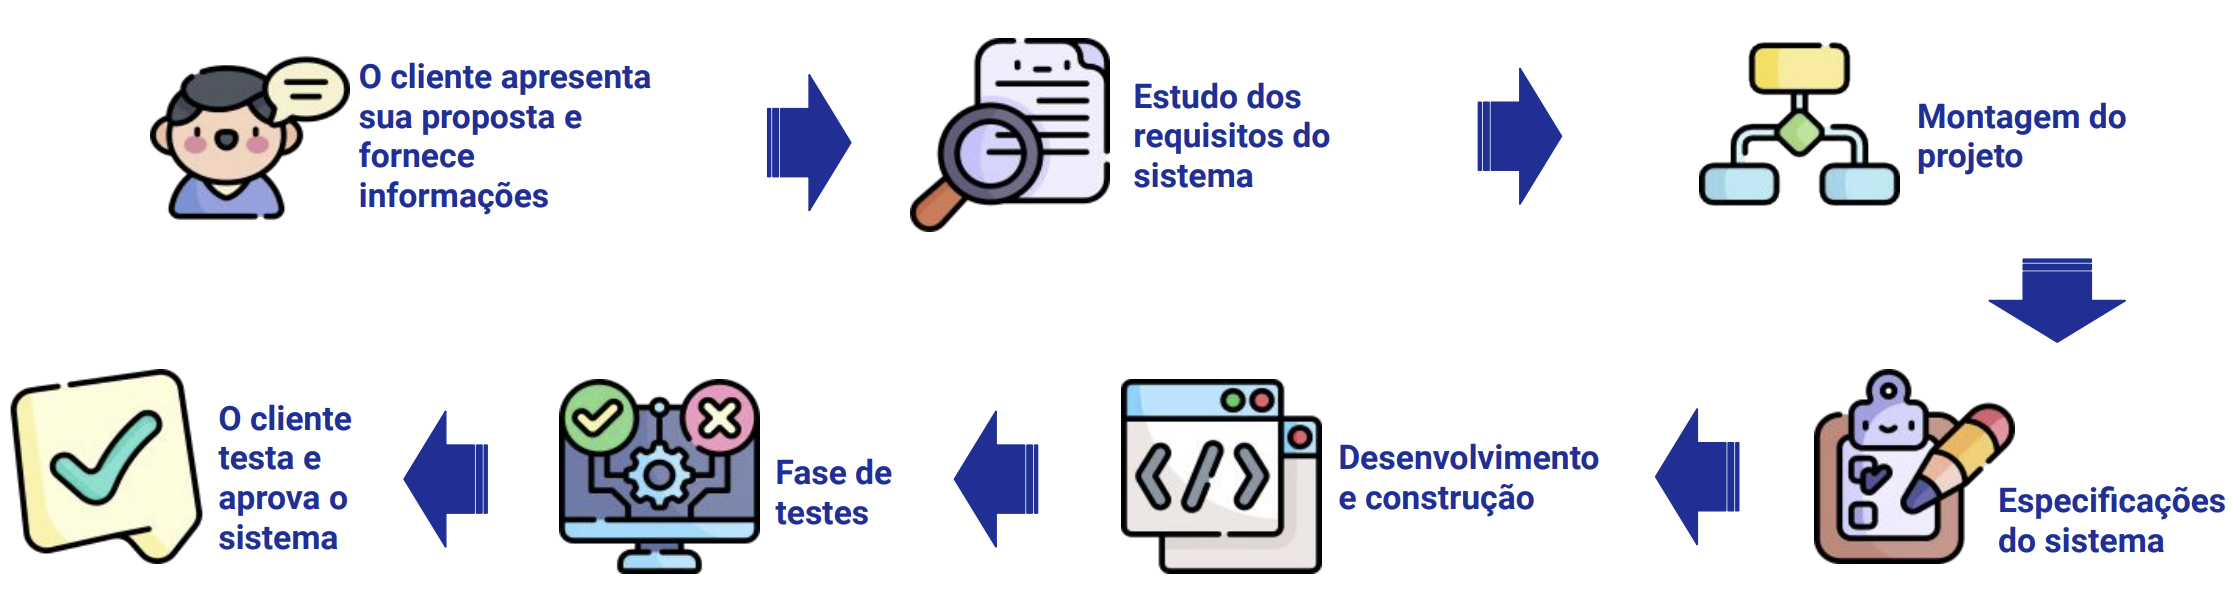 O cliente apresenta
sua proposta e
fornece
informações
Estudo dos
requisitos do
sistema
Montagem do
projeto
Especificações
do sistema
Desenvolvimento
e construção
Fase de
testes
O cliente
testa e
aprova o
sistema